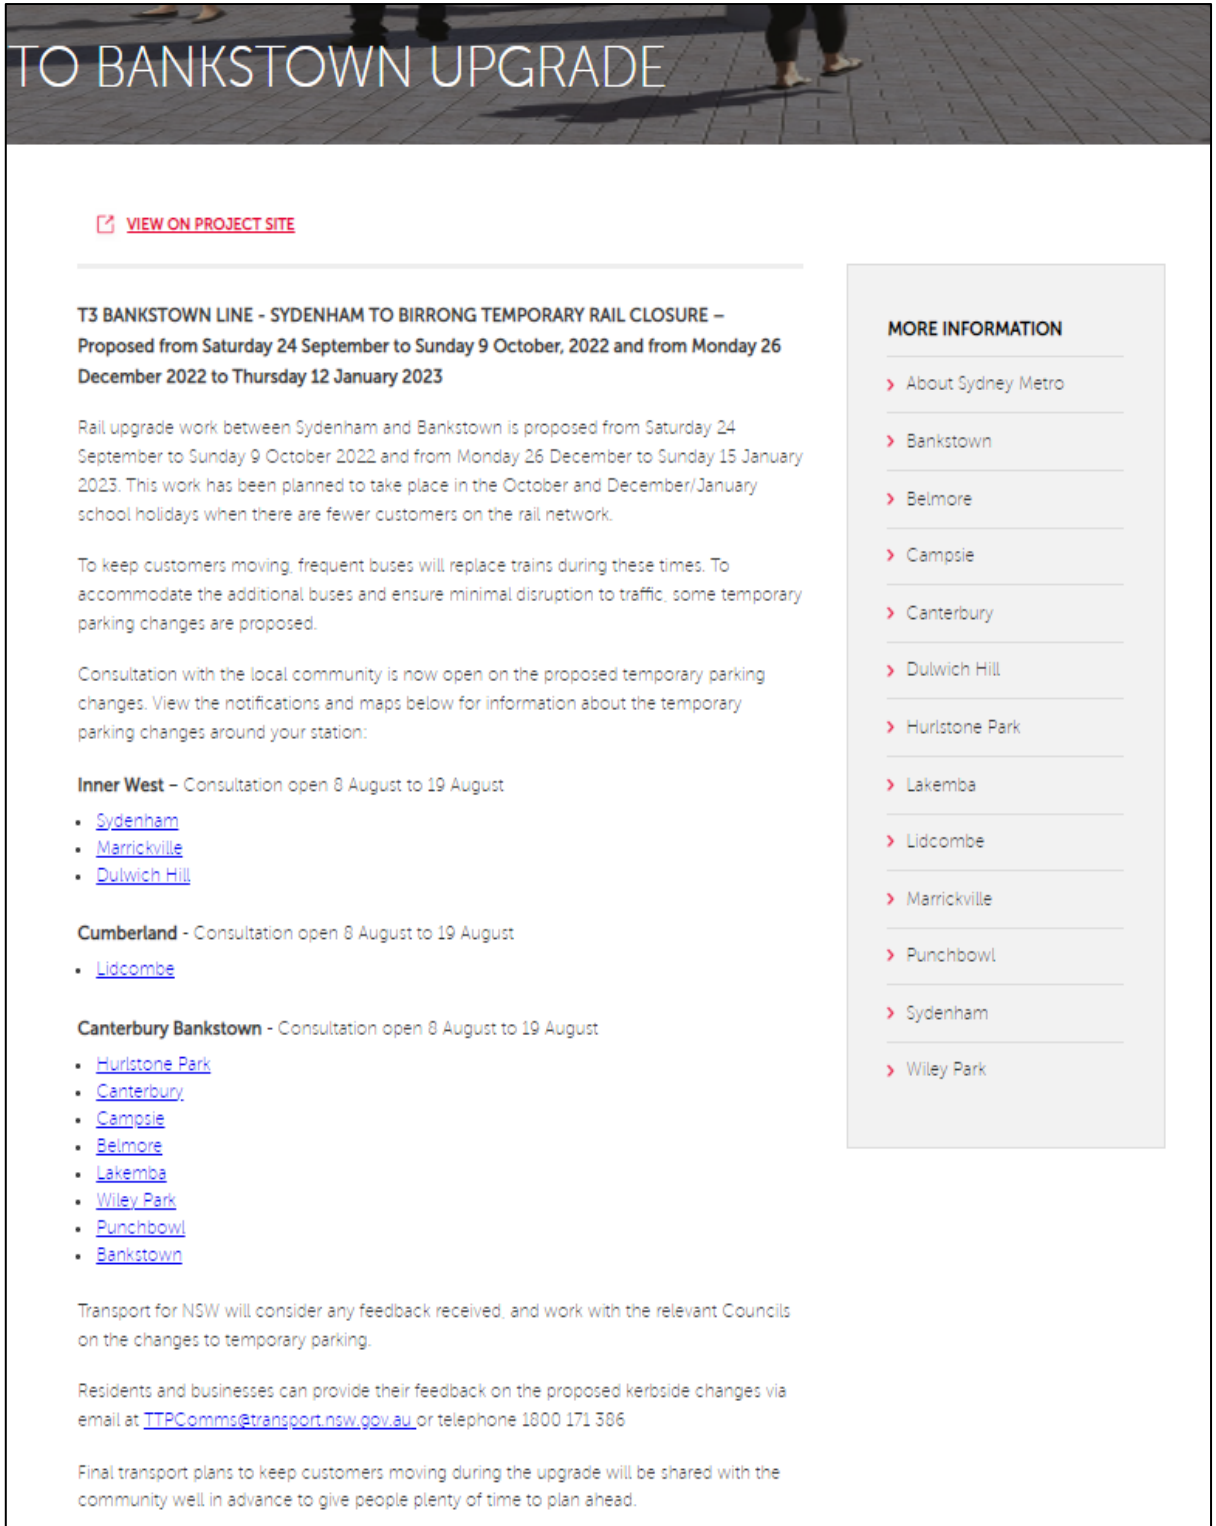 TO BANKSTOWN UPGRADE
VIEW ON PROJECT SITE
T3 BANKSTOWN LINE - SYDENHAM TO BIRRONG TEMPORARY RAIL CLOSURE –
Proposed from Saturday 24 September to Sunday 9 October, 2022 and from Monday 26
December 2022 to Thursday 12 January 2023
Rail upgrade work between Sydenham and Bankstown is proposed from Saturday 24
September to Sunday 9 October 2022 and from Monday 26 December to Sunday 15 January
2023. This work has been planned to take place in the October and December/January
school holidays when there are fewer customers on the rail network.
To keep customers moving, frequent buses will replace trains during these times. To
accommodate the additional buses and ensure minimal disruption to traffic, some temporary
parking changes are proposed.
Consultation with the local community is now open on the proposed temporary parking
changes. View the notifications and maps below for information about the temporary
parking changes around your station:
Inner West – Consultation open 8 August to 19 August
• Sydenham
• Marrickville
• Dulwich Hill
Cumberland - Consultation open 8 August to 19 August
• Lidcombe
Canterbury Bankstown - Consultation open 8 August to 19 August
• Hurlstone Park
• Canterbury
• Campsie
• Belmore
• Lakemba
• Wiley Park
• Punchbowl
• Bankstown
Transport for NSW will consider any feedback received, and work with the relevant Councils
on the changes to temporary parking.
Residents and businesses can provide their feedback on the proposed kerbside changes via
email at TTPComms@transport.nsw.gov.au or telephone 1800 171 386
Final transport plans to keep customers moving during the upgrade will be shared with the
community well in advance to give people plenty of time to plan ahead.
MORE INFORMATION
About Sydney Metro
Bankstown
Belmore
Campsie
Canterbury
Dulwich Hill
Hurlstone Park
Lakemba
Lidcombe
Marrickville
Punchbowl
Sydenham
Wiley Park